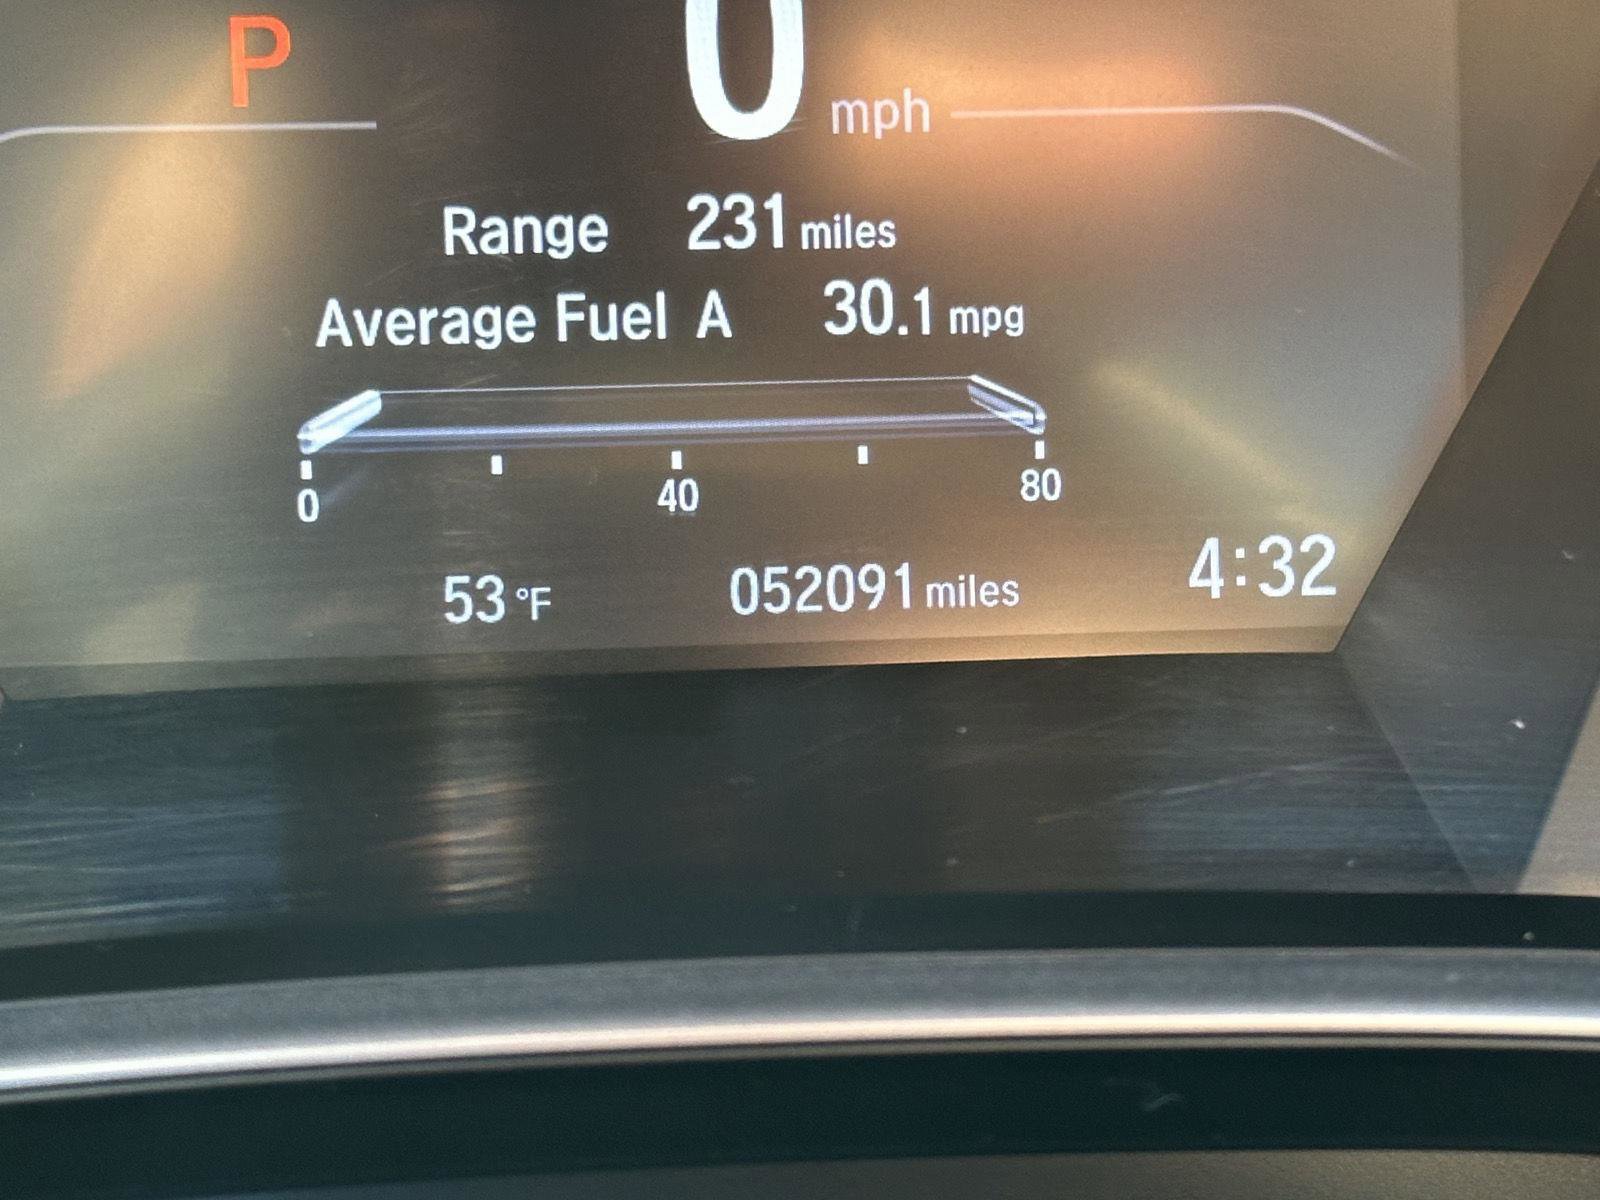 P
0 mph
Range 231 miles
Average Fuel A 30.1 mpg
0 40 80
53 °F 052091 miles 4:32